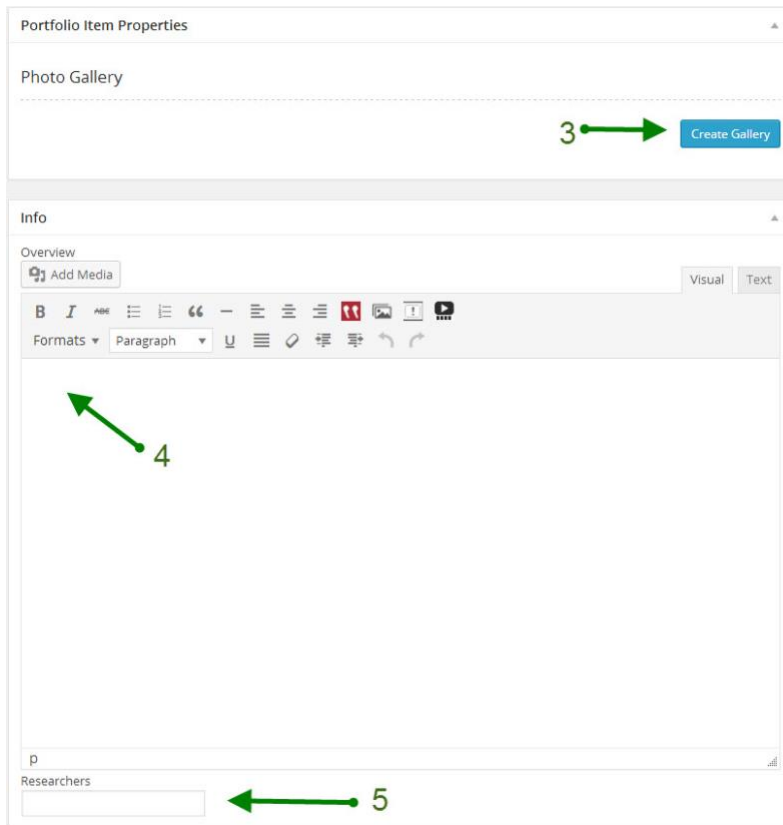 Portfolio Item Properties
Photo Gallery
3
Create Gallery
Info
Overview
Add Media
Visual Text
B I ABC
Formats Paragraph U
4
p
Researchers
5